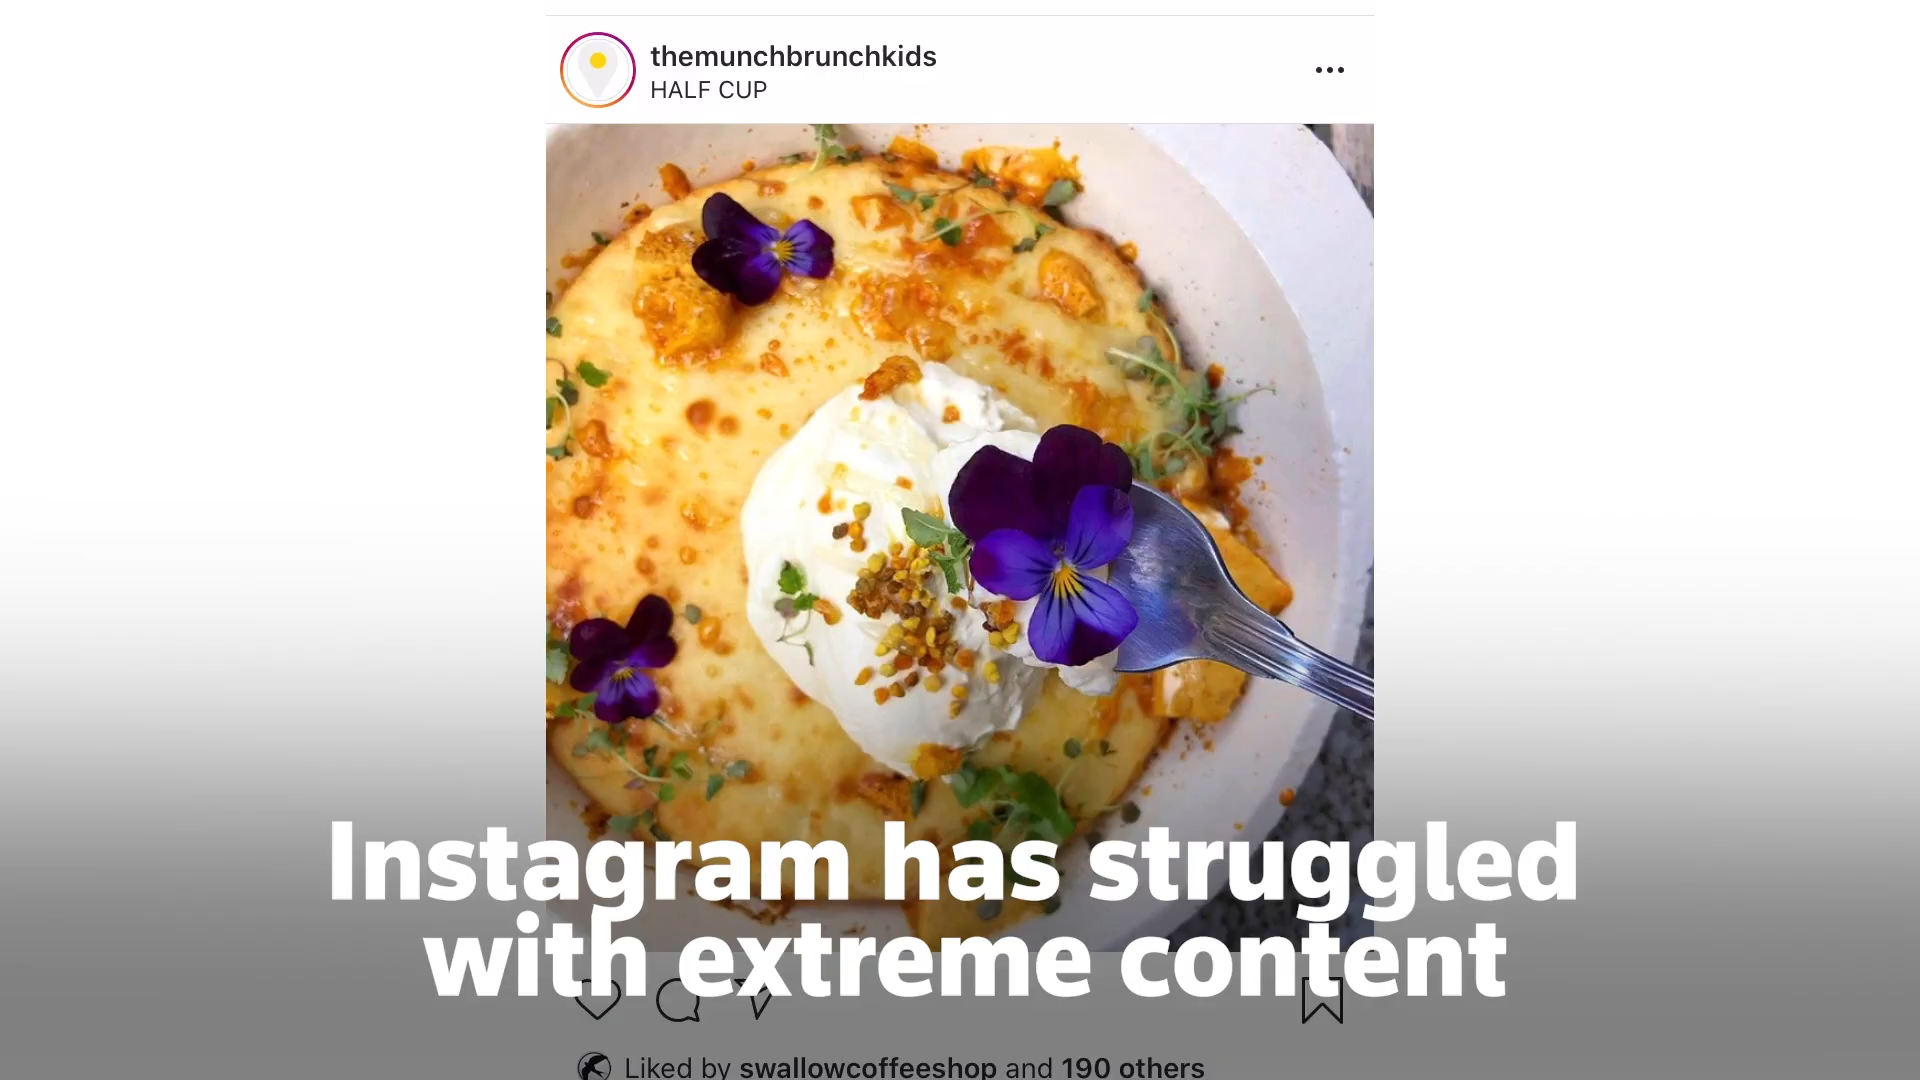 themunchbrunchkids
HALF CUP
Instagram has struggled
with extreme content
Liked by swallowcoffeeshop and 190 others